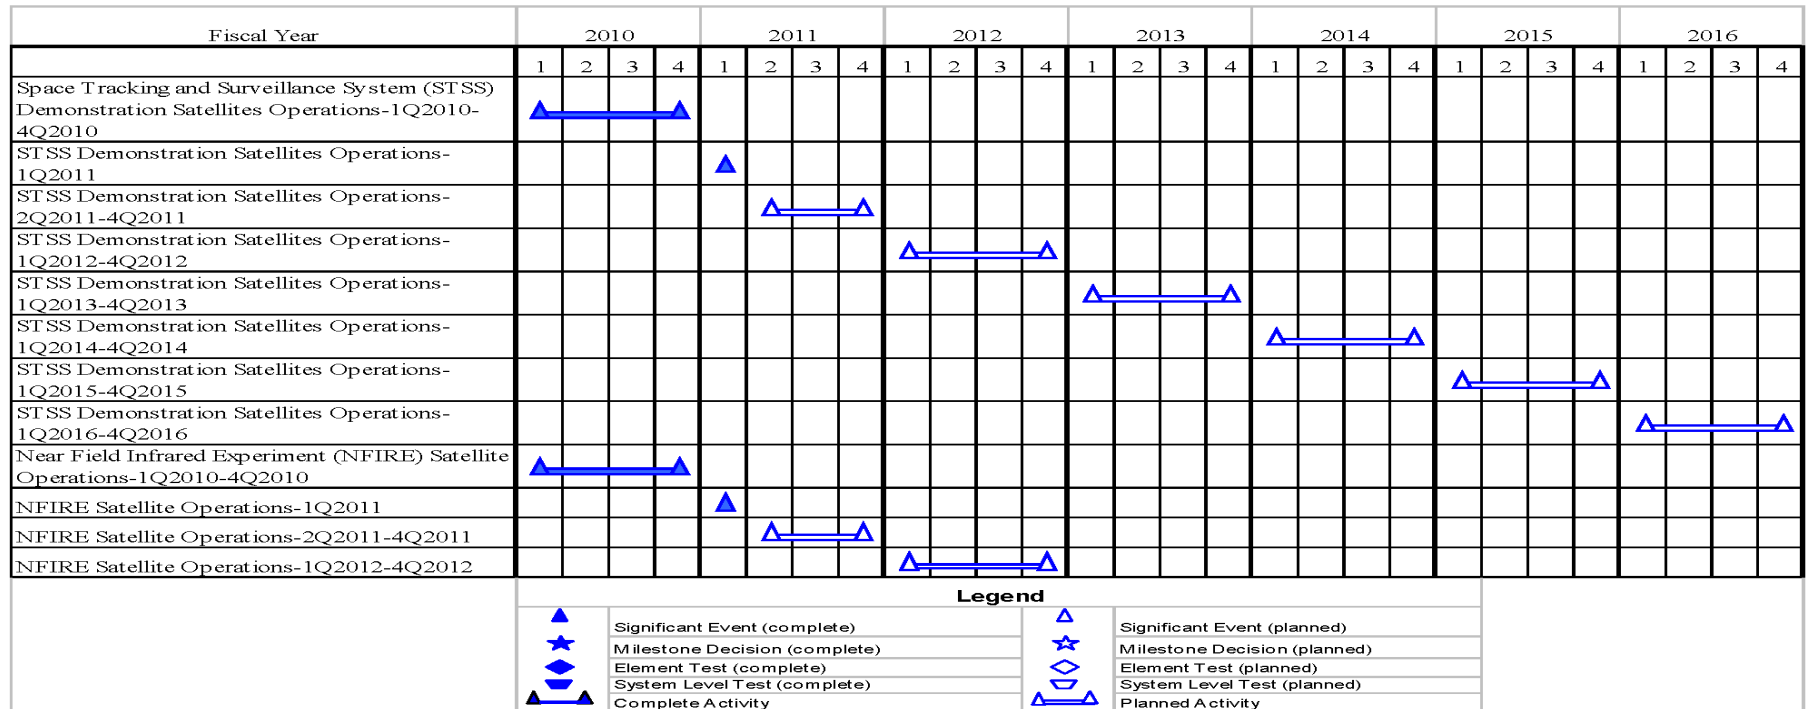 Fiscal Year 2010 2011 2012 2013 2014 2015 2016
1 2 3 4 1 2 3 4 1 2 3 4 1 2 3 4 1 2 3 4 1 2 3 4 1 2 3 4
Space Tracking and Surveillance System (STSS)
Demonstration Satellites Operations-1Q2010-
4Q2010
STSS Demonstration Satellites Operations-
1Q2011
STSS Demonstration Satellites Operations-
2Q2011-4Q2011
STSS Demonstration Satellites Operations-
1Q2012-4Q2012
STSS Demonstration Satellites Operations-
1Q2013-4Q2013
STSS Demonstration Satellites Operations-
1Q2014-4Q2014
STSS Demonstration Satellites Operations-
1Q2015-4Q2015
STSS Demonstration Satellites Operations-
1Q2016-4Q2016
Near Field Infrared Experiment (NFIRE) Satellite
Operations-1Q2010-4Q2010
NFIRE Satellite Operations-1Q2011
NFIRE Satellite Operations-2Q2011-4Q2011
NFIRE Satellite Operations-1Q2012-4Q2012
Legend
Significant Event (complete) Significant Event (planned)
Milestone Decision (complete) Milestone Decision (planned)
Element Test (complete) Element Test (planned)
System Level Test (complete) System Level Test (planned)
Complete Activity Planned Activity